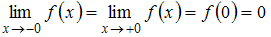 lim f(x) = lim f(x) = f(0) = 0
x→−0 x→+0